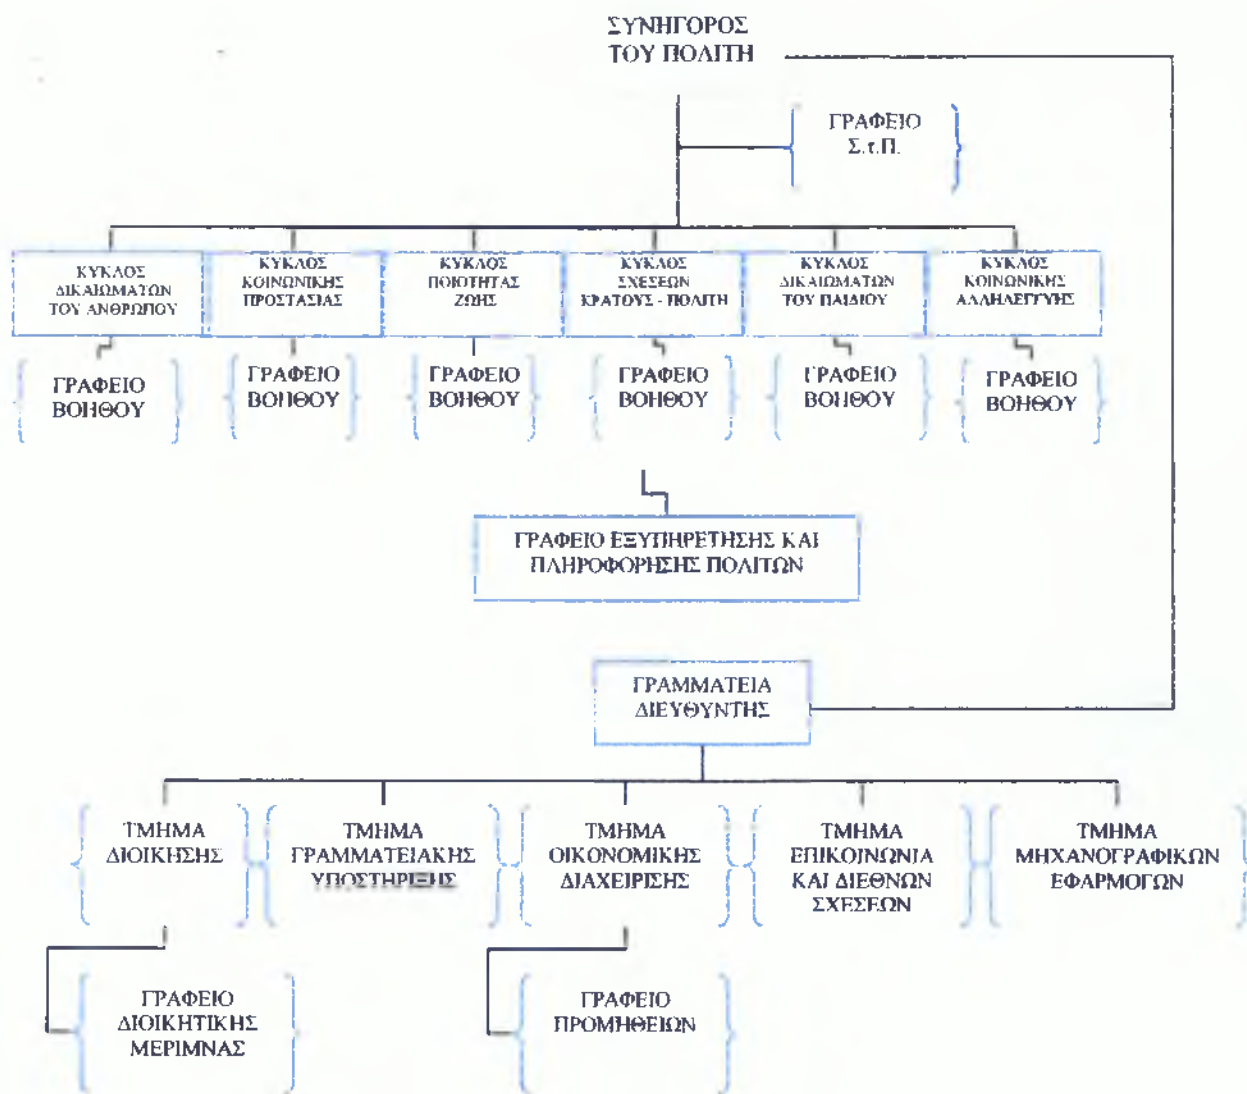 ΣΥΝΗΓΟΡΟΣ
ΤΟΥ ΠΟΛΙΤΗ
ΓΡΑΦΕΙΟ
Σ.τ.Π.
ΚΥΚΛΟΣ
ΔΙΚΑΙΩΜΑΤΩΝ
ΤΟΥ ΑΝΘΡΩΠΟΥ
ΚΥΚΛΟΣ
ΚΟΙΝΩΝΙΚΗΣ
ΠΡΟΣΤΑΣΙΑΣ
ΚΥΚΛΟΣ
ΠΟΙΟΤΗΤΑΣ
ΖΩΗΣ
ΚΥΚΛΟΣ
ΣΧΕΣΕΩΝ
ΚΡΑΤΟΥΣ - ΠΟΛΙΤΗ
ΚΥΚΛΟΣ
ΔΙΚΑΙΩΜΑΤΩΝ
ΤΟΥ ΠΑΙΔΙΟΥ
ΚΥΚΛΟΣ
ΚΟΙΝΩΝΙΚΗΣ
ΑΛΛΗΛΕΓΓΥΗΣ
ΓΡΑΦΕΙΟ
ΒΟΗΘΟΥ
ΓΡΑΦΕΙΟ
ΒΟΗΘΟΥ
ΓΡΑΦΕΙΟ
ΒΟΗΘΟΥ
ΓΡΑΦΕΙΟ
ΒΟΗΘΟΥ
ΓΡΑΦΕΙΟ
ΒΟΗΘΟΥ
ΓΡΑΦΕΙΟ
ΒΟΗΘΟΥ
ΓΡΑΦΕΙΟ ΕΞΥΠΗΡΕΤΗΣΗΣ ΚΑΙ
ΠΛΗΡΟΦΟΡΗΣΗΣ ΠΟΛΙΤΩΝ
ΓΡΑΜΜΑΤΕΙΑ
ΔΙΕΥΘΥΝΤΗΣ
ΤΜΗΜΑ
ΔΙΟΙΚΗΣΗΣ
ΤΜΗΜΑ
ΓΡΑΜΜΑΤΕΙΑΚΗΣ
ΥΠΟΣΤΗΡΙΞΗΣ
ΤΜΗΜΑ
ΟΙΚΟΝΟΜΙΚΗΣ
ΔΙΑΧΕΙΡΙΣΗΣ
ΤΜΗΜΑ
ΕΠΙΚΟΙΝΩΝΙΑ
ΚΑΙ ΔΙΕΘΝΩΝ
ΣΧΕΣΕΩΝ
ΤΜΗΜΑ
ΜΗΧΑΝΟΓΡΑΦΙΚΩΝ
ΕΦΑΡΜΟΓΩΝ
ΓΡΑΦΕΙΟ
ΔΙΟΙΚΗΤΙΚΗΣ
ΜΕΡΙΜΝΑΣ
ΓΡΑΦΕΙΟ
ΠΡΟΜΗΘΕΙΩΝ